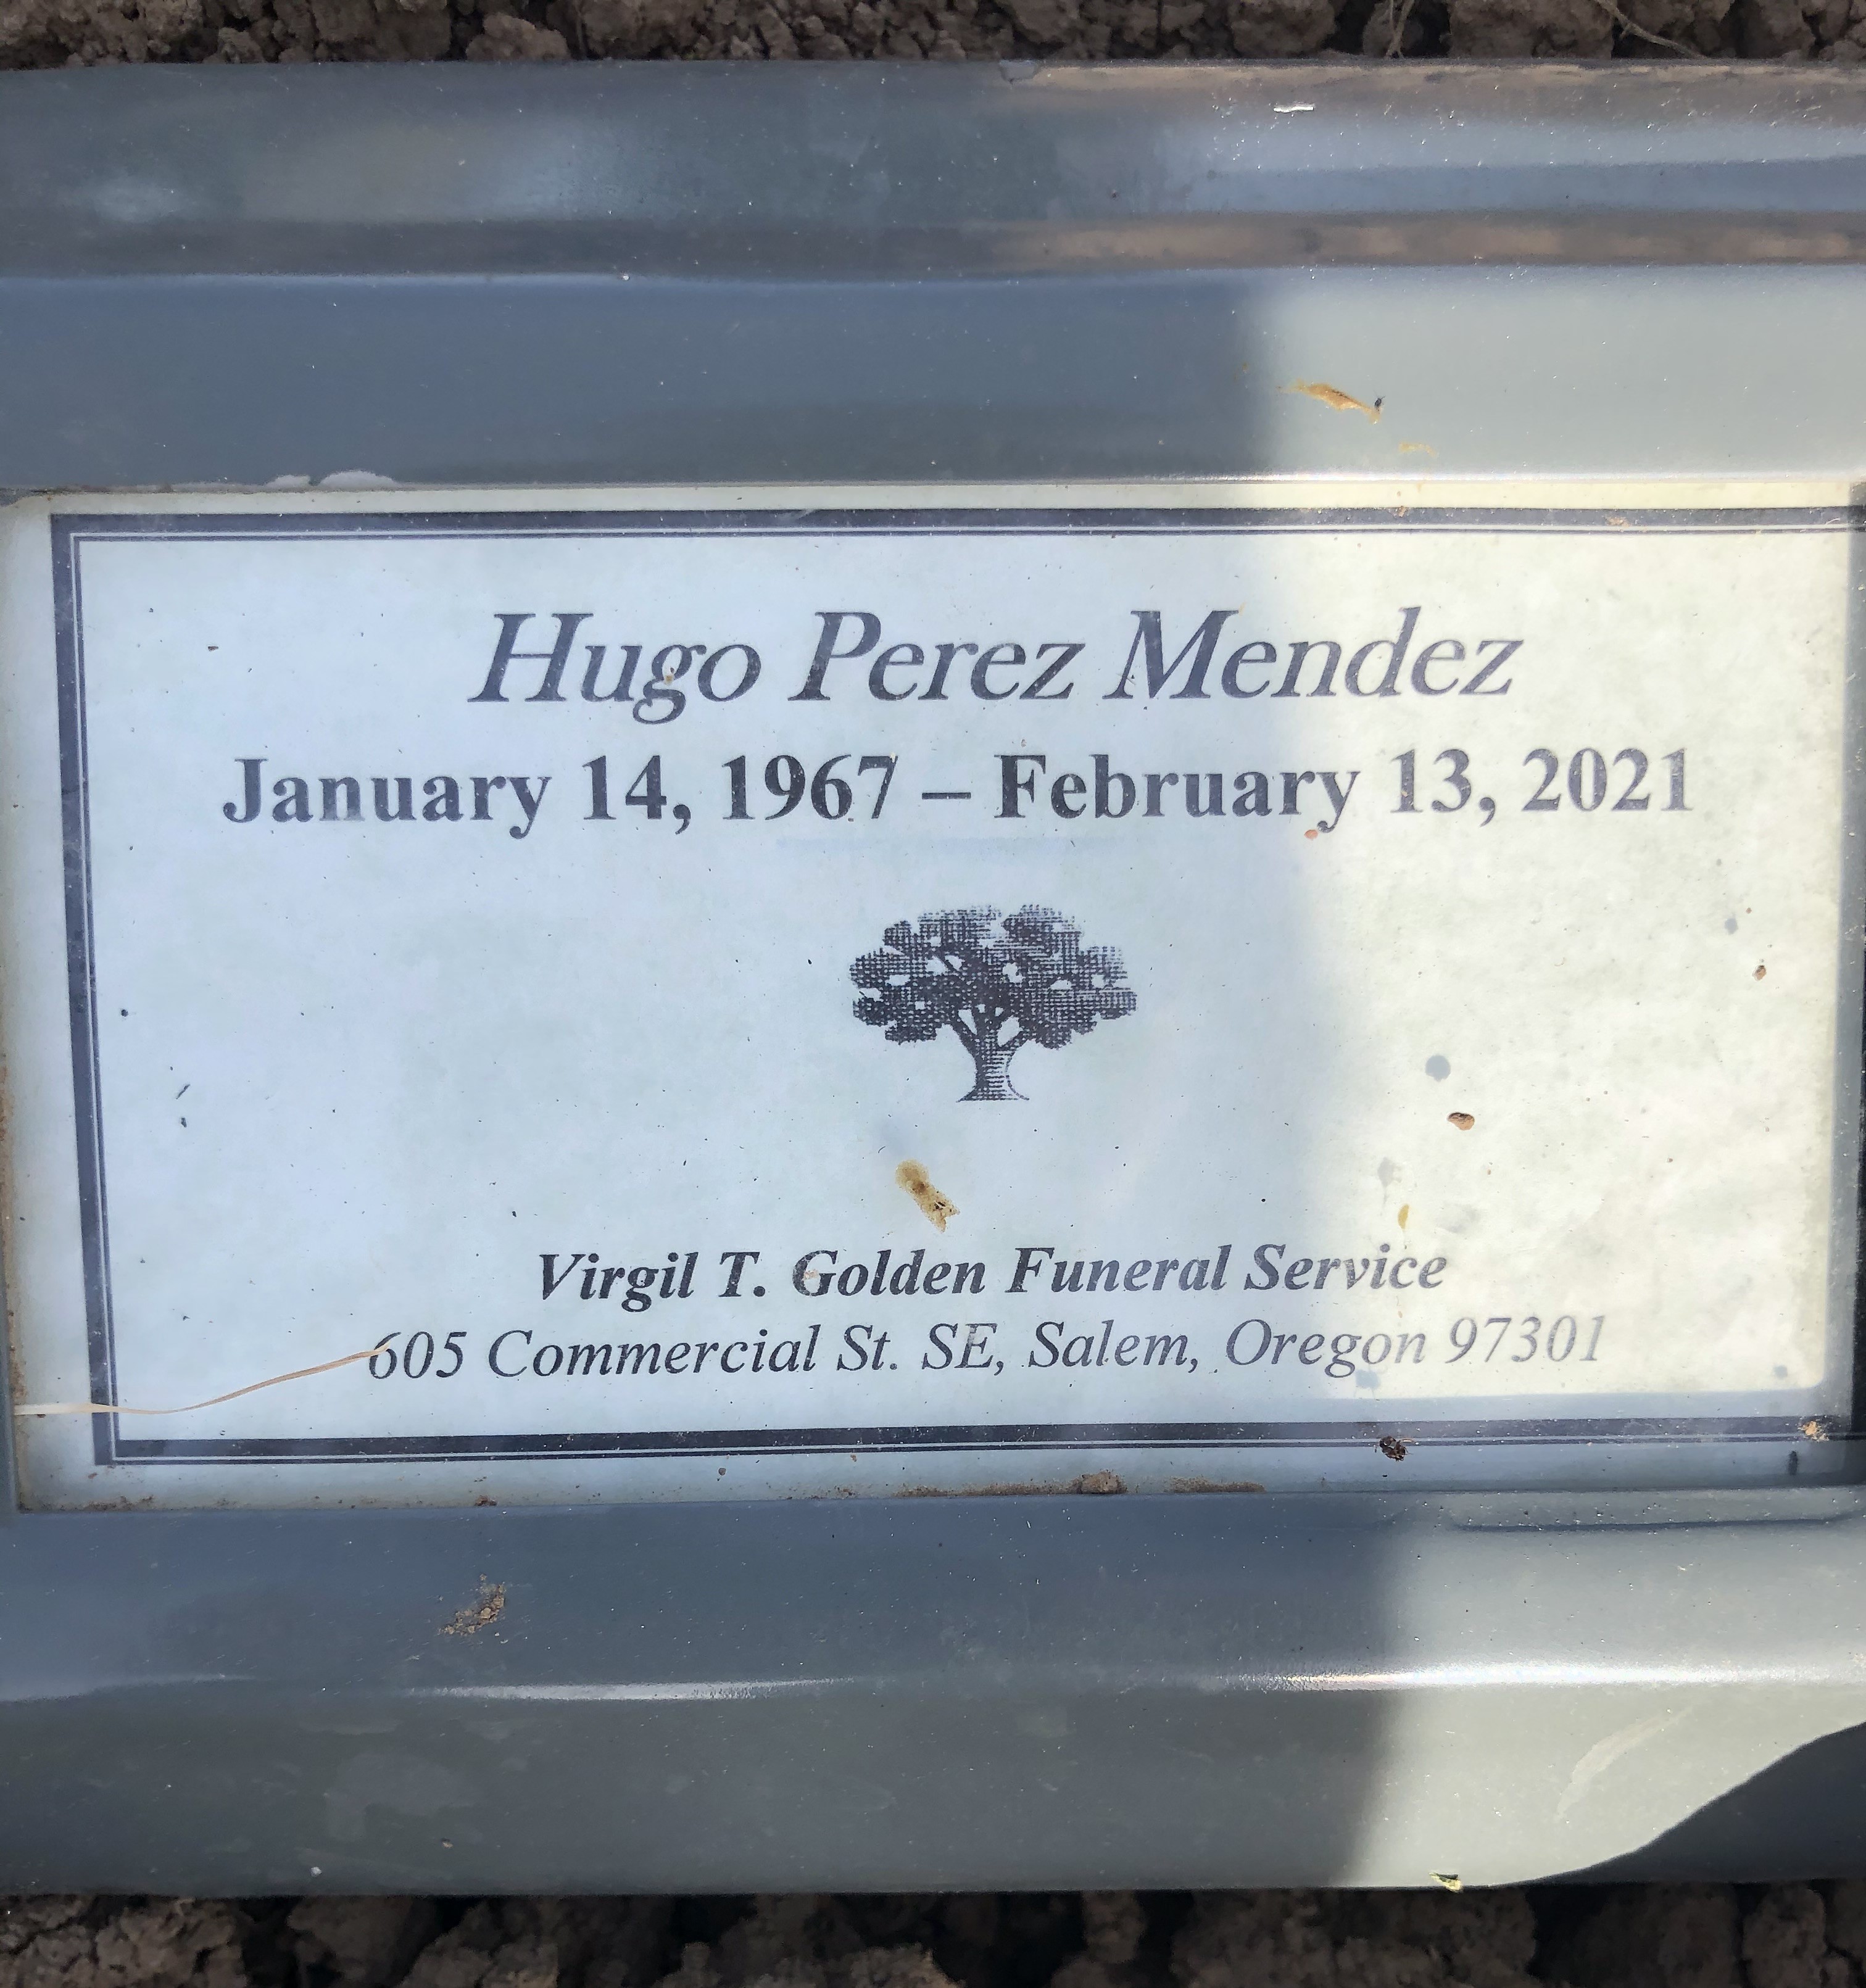 Hugo Perez Mendez
January 14, 1967 – February 13, 2021
Virgil T. Golden Funeral Service
605 Commercial St. SE, Salem, Oregon 97301